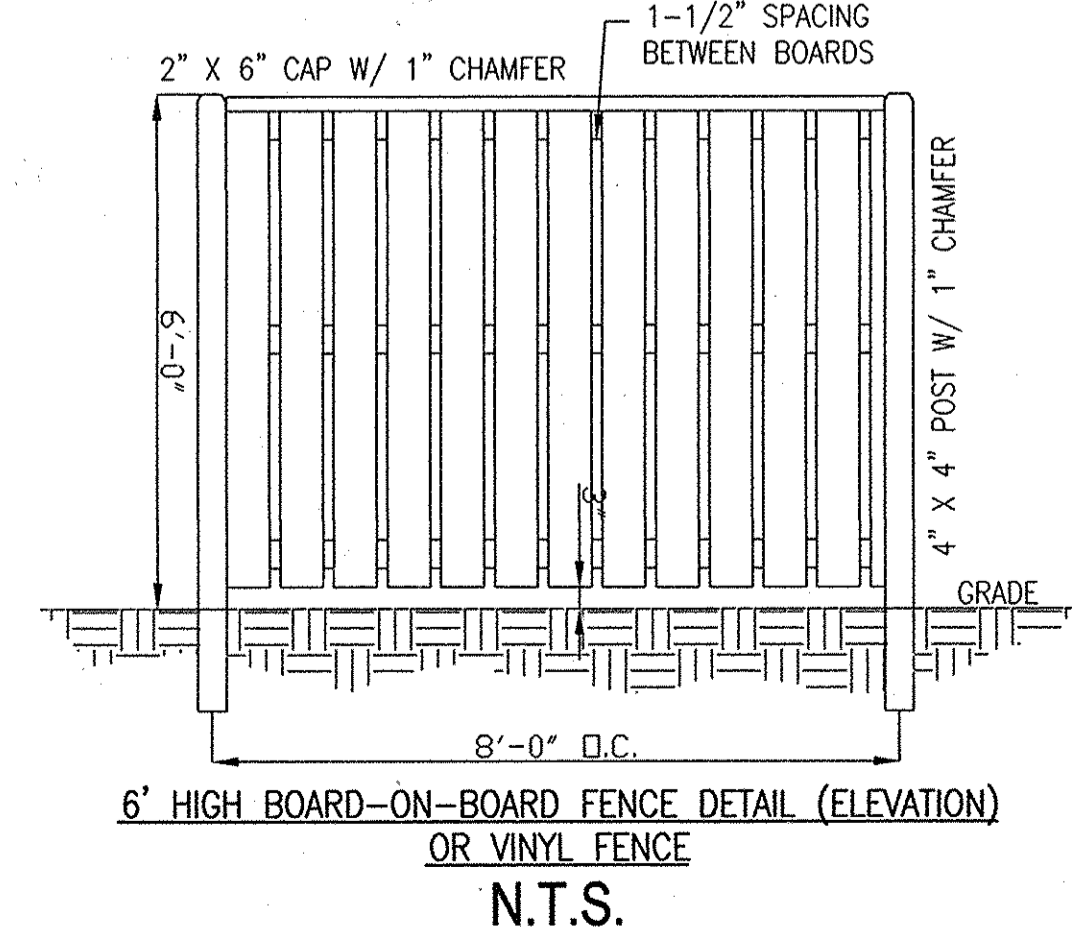 1-1/2" SPACING
BETWEEN BOARDS
2" X 6" CAP W/ 1" CHAMFER
6'-0"
4" X 4" POST W/ 1" CHAMFER
3"
GRADE
8'-0" O.C.
6' HIGH BOARD-ON-BOARD FENCE DETAIL (ELEVATION)
OR VINYL FENCE
N.T.S.